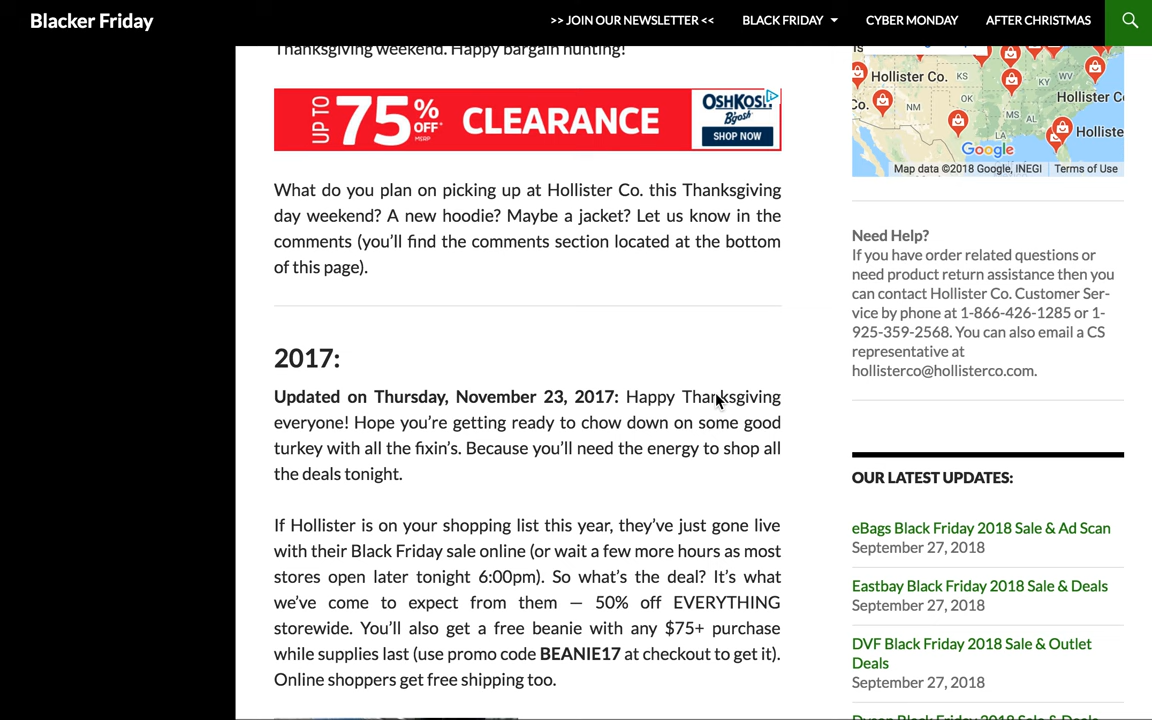 Blacker Friday
>> JOIN OUR NEWSLETTER <<
BLACK FRIDAY
CYBER MONDAY
AFTER CHRISTMAS
Thanksgiving weekend. Happy bargain hunting!
UP TO 75% OFF* MSRP CLEARANCE
OSHKOSH
B'gosh
SHOP NOW
What do you plan on picking up at Hollister Co. this Thanksgiving
day weekend? A new hoodie? Maybe a jacket? Let us know in the
comments (you'll find the comments section located at the bottom
of this page).
2017:
Updated on Thursday, November 23, 2017: Happy Thanksgiving
everyone! Hope you're getting ready to chow down on some good
turkey with all the fixin's. Because you'll need the energy to shop all
the deals tonight.
If Hollister is on your shopping list this year, they've just gone live
with their Black Friday sale online (or wait a few more hours as most
stores open later tonight 6:00pm). So what's the deal? It's what
we've come to expect from them — 50% off EVERYTHING
storewide. You'll also get a free beanie with any $75+ purchase
while supplies last (use promo code BEANIE17 at checkout to get it).
Online shoppers get free shipping too.
Hollister Co.
KS
KY
WV
Hollister Co
Co.
NM
OK
MS
AL
GA
Holliste
LA
Google
Map data ©2018 Google, INEGI
Terms of Use
Need Help?
If you have order related questions or
need product return assistance then you
can contact Hollister Co. Customer Ser-
vice by phone at 1-866-426-1285 or 1-
925-359-2568. You can also email a CS
representative at
hollisterco@hollisterco.com.
OUR LATEST UPDATES:
eBags Black Friday 2018 Sale & Ad Scan
September 27, 2018
Eastbay Black Friday 2018 Sale & Deals
September 27, 2018
DVF Black Friday 2018 Sale & Outlet
Deals
September 27, 2018
Dyson Black Friday 2018 Sale & Deals